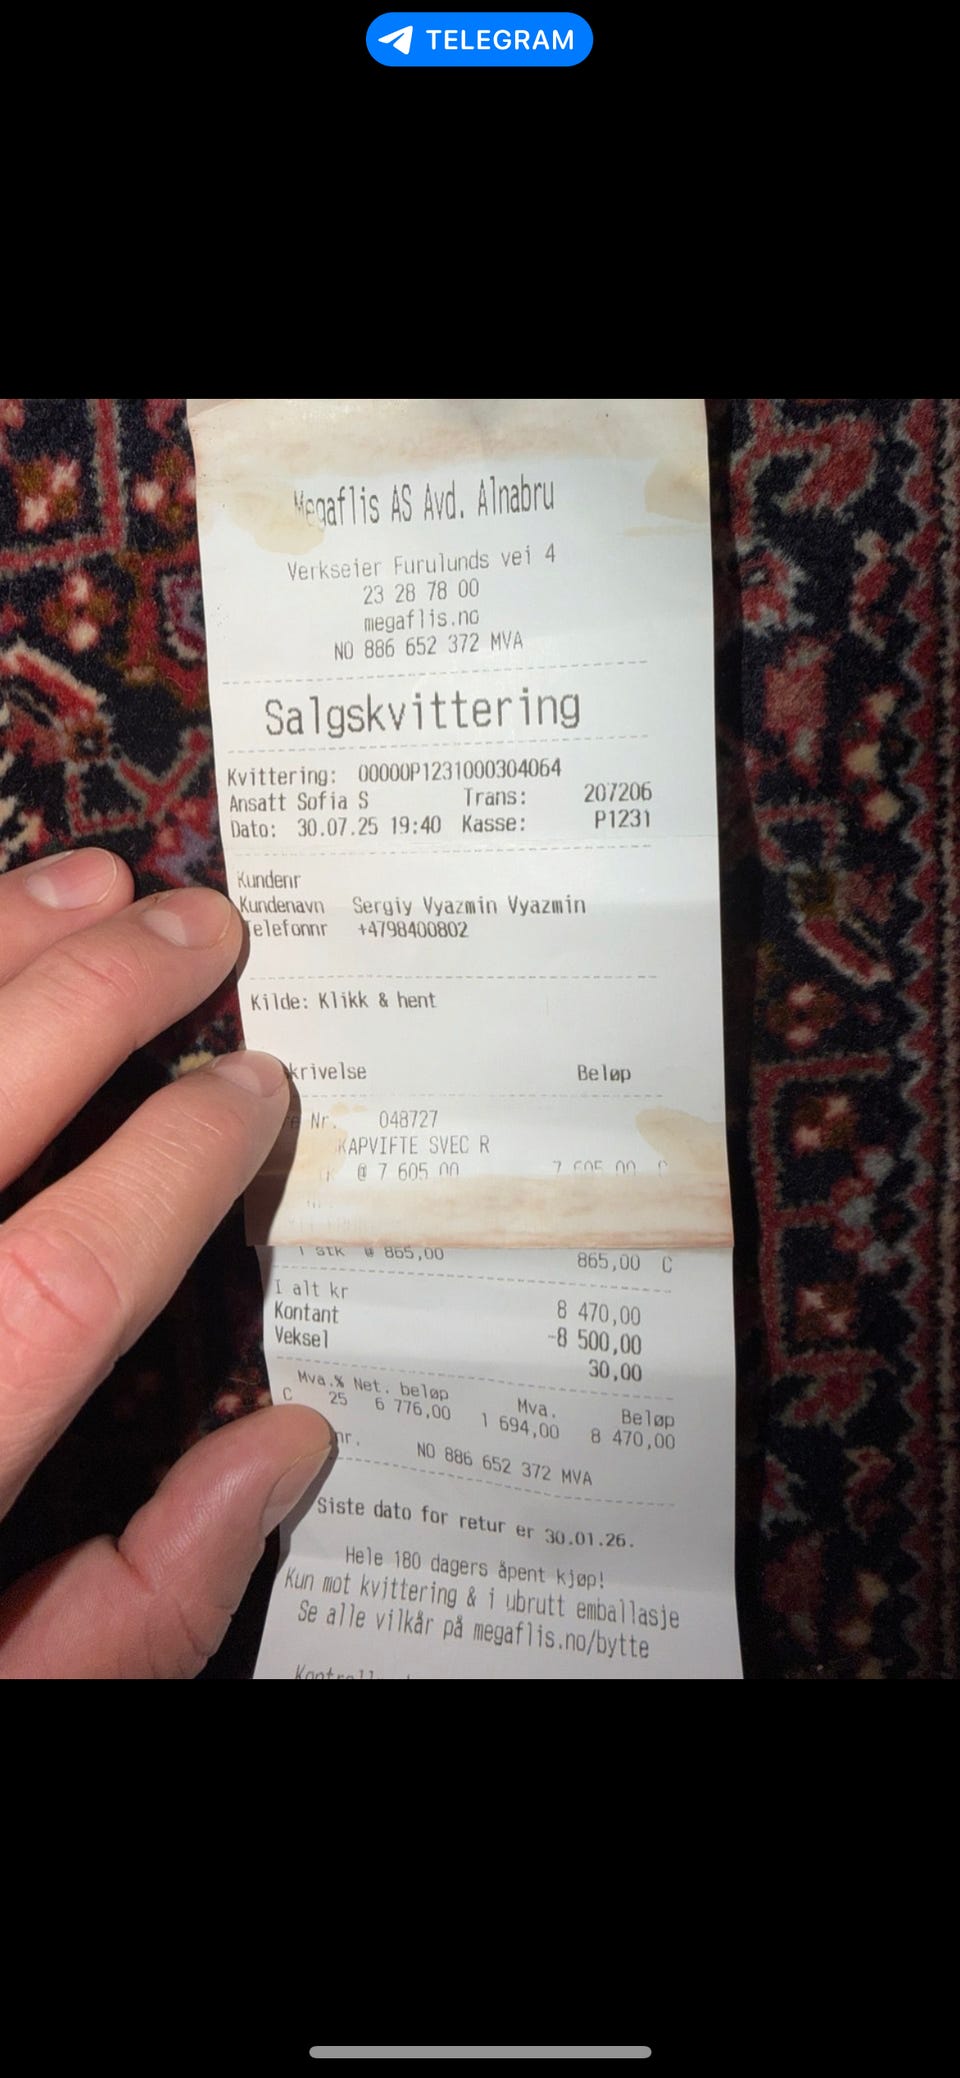 TELEGRAM
Megaflis AS Avd. Alnabru
Verkseier Furulunds vei 4
23 28 78 00
megaflis.no
NO 886 652 372 MVA
Salgskvittering
Kvittering: 00000P1231000304064
Ansatt Sofia S Trans: 207206
Dato: 30.07.25 19:40 Kasse: P1231
Kundenr
Kundenavn Sergiy Vyazmin Vyazmin
elefonnr +4798400802
Kilde: Klikk & hent
krivelse Beløp
Nr. 048727
KAPVIFTE SVEC R
@ 7 605 00 7 605 00 C
1 stk @ 865,00 865,00 C
I alt kr 8 470,00
Kontant -8 500,00
Veksel 30,00
Mva.% Net. beløp Mva. Beløp
C 25 6 776,00 1 694,00 8 470,00
nr. NO 886 652 372 MVA
Siste dato for retur er 30.01.26.
Hele 180 dagers åpent kjøp!
Kun mot kvittering & i ubrutt emballasje
Se alle vilkår på megaflis.no/bytte